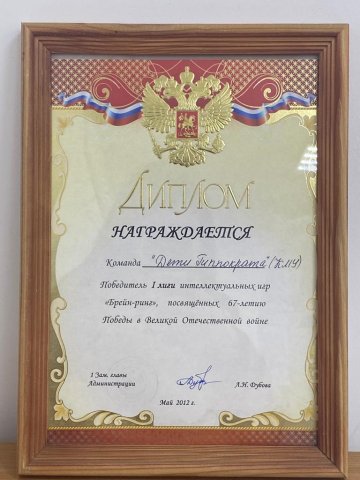 ДИПЛОМ
НАГРАЖДАЕТСЯ
Команда "Дети Гиппократа" (КМУ)
Победитель I лиги интеллектуальных игр
«Брейн-ринг», посвящённых 67-летию
Победы в Великой Отечественной войне
1 Зам. главы
Администрации
Л.Н. Дубова
Май 2012 г.